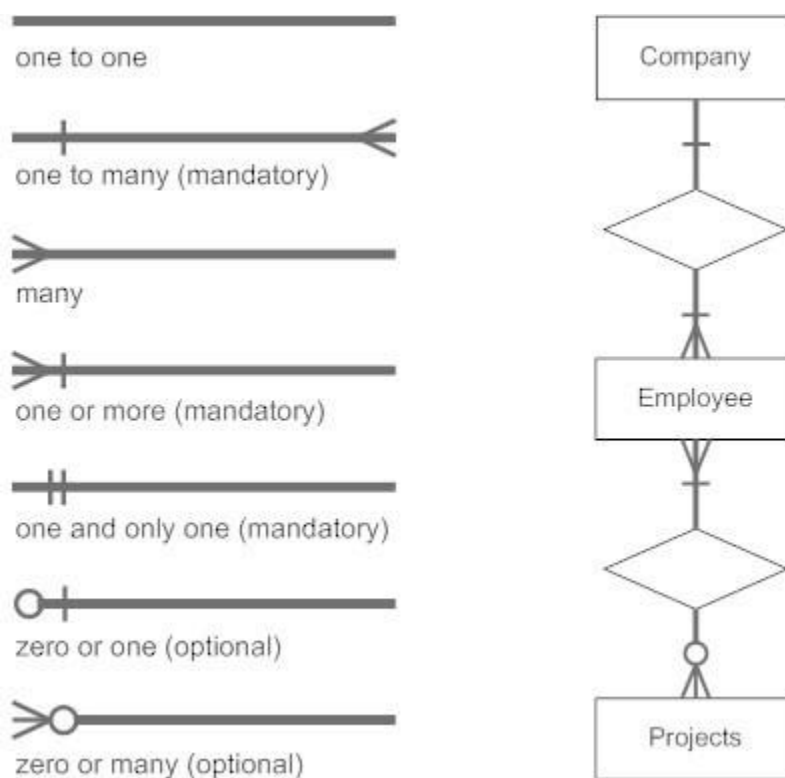 one to one
one to many (mandatory)
many
one or more (mandatory)
one and only one (mandatory)
zero or one (optional)
zero or many (optional)
Company
Employee
Projects